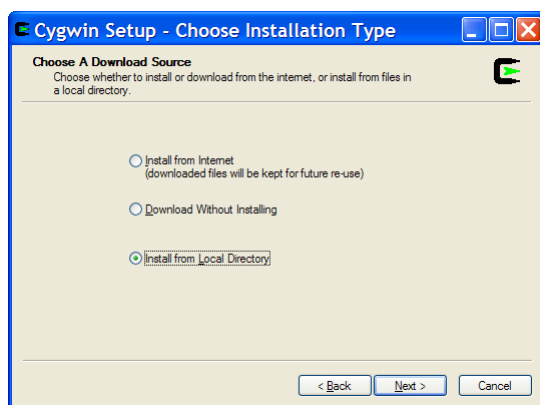 Cygwin Setup - Choose Installation Type
Choose A Download Source
Choose whether to install or download from the internet, or install from files in
a local directory.
Install from Internet
(downloaded files will be kept for future re-use)
Download Without Installing
Install from Local Directory
< Back Next > Cancel